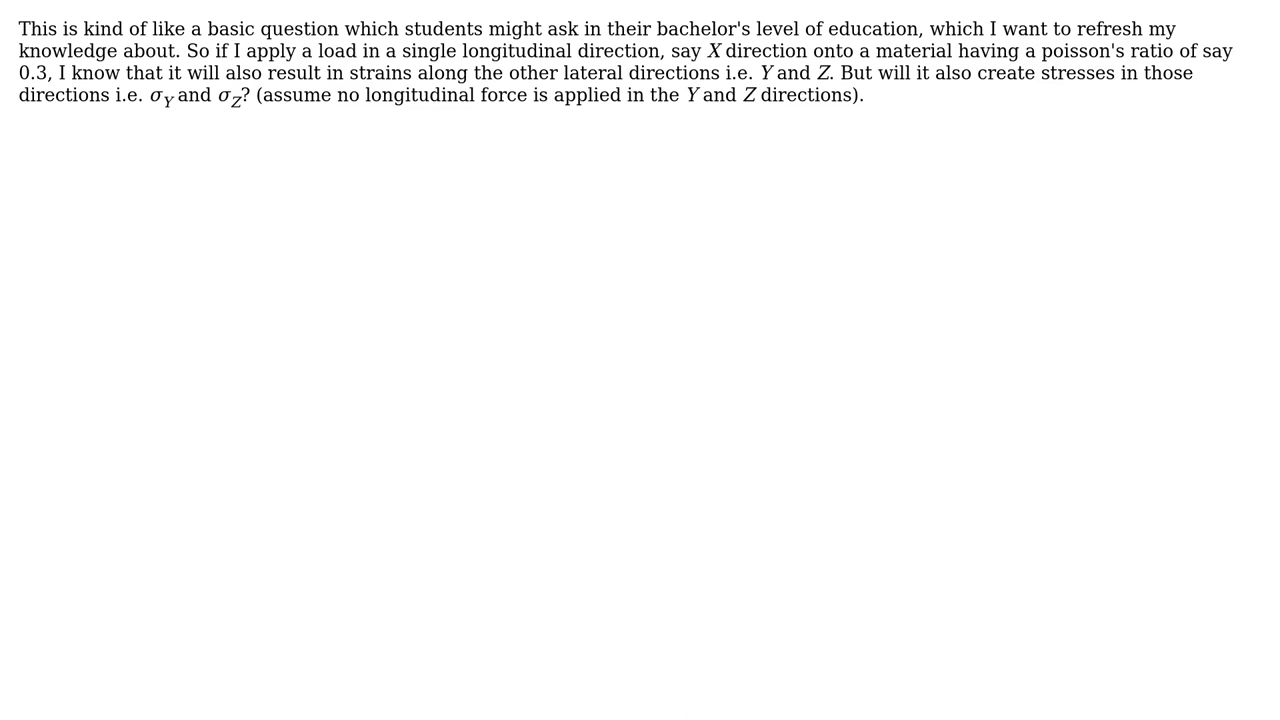 This is kind of like a basic question which students might ask in their bachelor's level of education, which I want to refresh my
knowledge about. So if I apply a load in a single longitudinal direction, say X direction onto a material having a poisson's ratio of say
0.3, I know that it will also result in strains along the other lateral directions i.e. Y and Z. But will it also create stresses in those
directions i.e. σ_Y and σ_Z? (assume no longitudinal force is applied in the Y and Z directions).